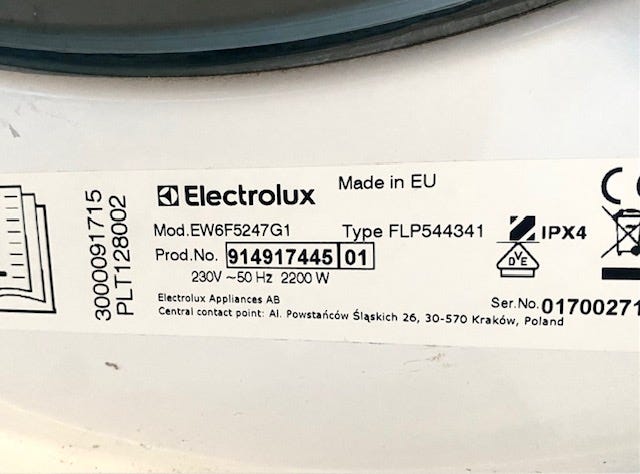 3000091715
PLT128002
Electrolux Made in EU
Mod.EW6F5247G1 Type FLP544341
Prod.No. 914917445 01
230V ~50 Hz 2200 W
Electrolux Appliances AB
Central contact point: Al. Powstańców Śląskich 26, 30-570 Kraków, Poland
DVE
IPX4
Ser.No. 01700271